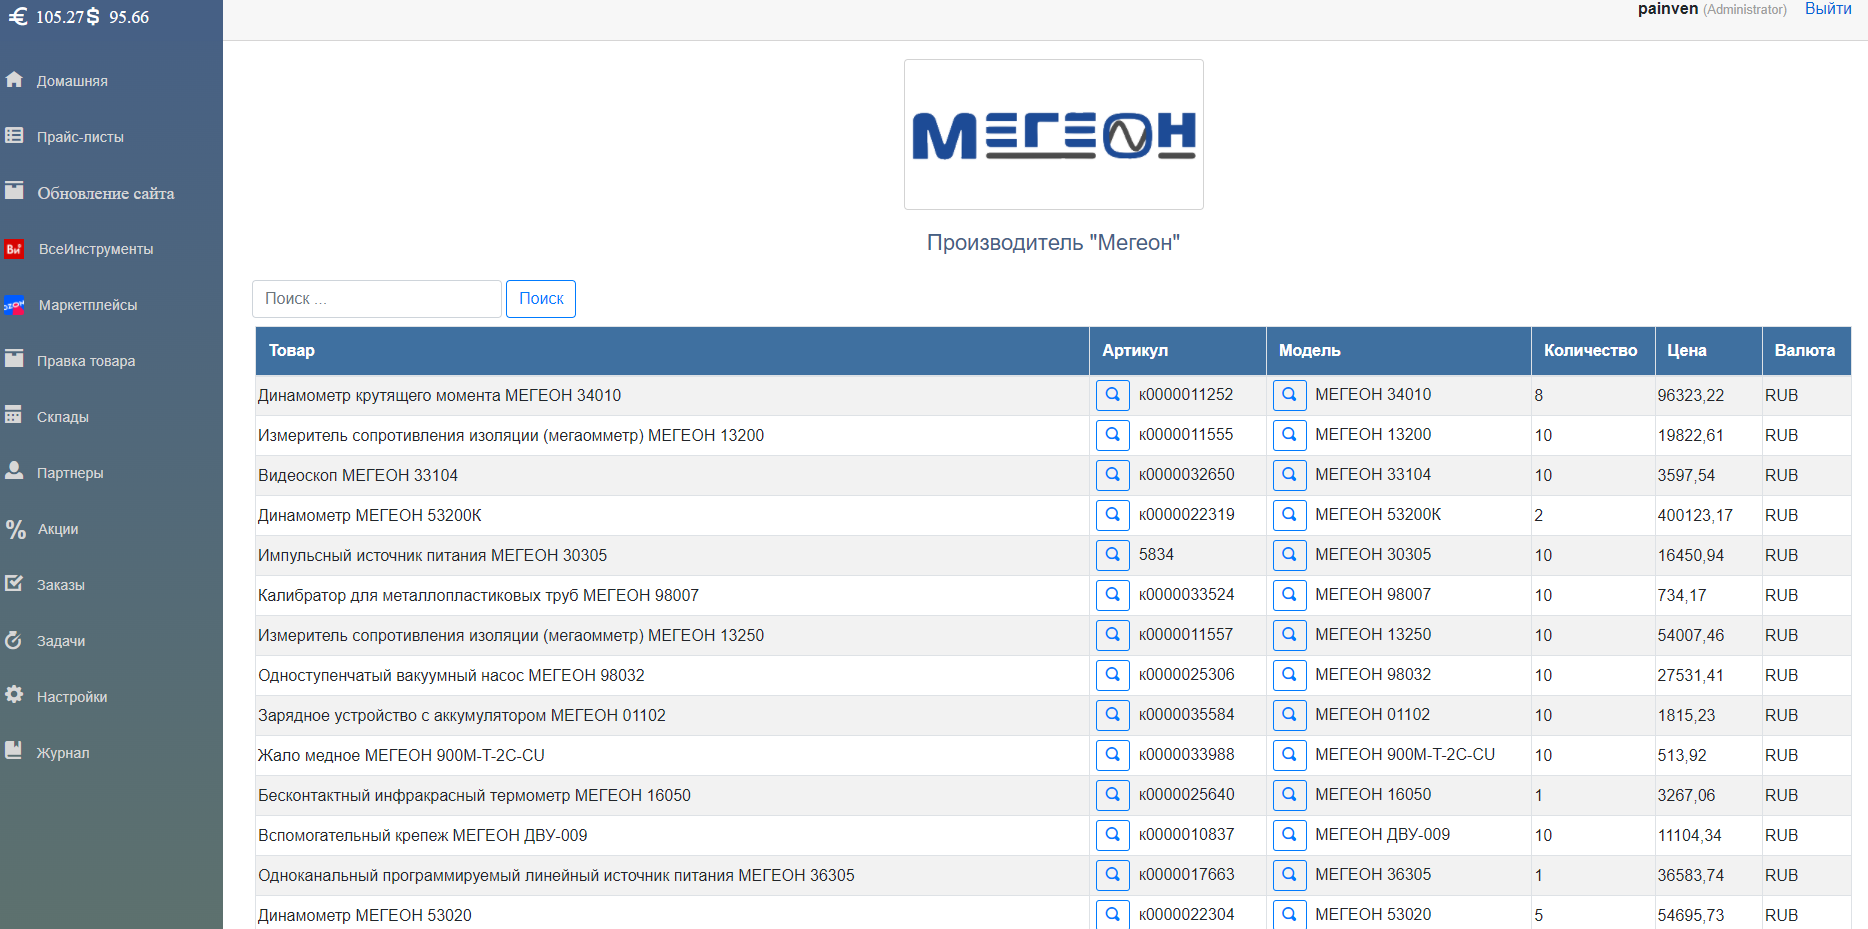 105.27 95.66
painven (Administrator) Выйти
Домашняя
Прайс-листы
Обновление сайта
ВсеИнструменты
Маркетплейсы
Правка товара
Склады
Партнеры
Акции
Заказы
Задачи
Настройки
Журнал
МЕГЕОН
Производитель "Мегеон"
Поиск ... Поиск
Товар Артикул Модель Количество Цена Валюта
Динамометр крутящего момента МЕГЕОН 34010 к0000011252 МЕГЕОН 34010 8 96323,22 RUB
Измеритель сопротивления изоляции (мегаомметр) МЕГЕОН 13200 к0000011555 МЕГЕОН 13200 10 19822,61 RUB
Видеоскоп МЕГЕОН 33104 к0000032650 МЕГЕОН 33104 10 3597,54 RUB
Динамометр МЕГЕОН 53200К к0000022319 МЕГЕОН 53200К 2 400123,17 RUB
Импульсный источник питания МЕГЕОН 30305 5834 МЕГЕОН 30305 10 16450,94 RUB
Калибратор для металлопластиковых труб МЕГЕОН 98007 к0000033524 МЕГЕОН 98007 10 734,17 RUB
Измеритель сопротивления изоляции (мегаомметр) МЕГЕОН 13250 к0000011557 МЕГЕОН 13250 10 54007,46 RUB
Одноступенчатый вакуумный насос МЕГЕОН 98032 к0000025306 МЕГЕОН 98032 10 27531,41 RUB
Зарядное устройство с аккумулятором МЕГЕОН 01102 к0000035584 МЕГЕОН 01102 10 1815,23 RUB
Жало медное МЕГЕОН 900M-T-2C-CU к0000033988 МЕГЕОН 900M-T-2C-CU 10 513,92 RUB
Бесконтактный инфракрасный термометр МЕГЕОН 16050 к0000025640 МЕГЕОН 16050 1 3267,06 RUB
Вспомогательный крепеж МЕГЕОН ДВУ-009 к0000010837 МЕГЕОН ДВУ-009 10 11104,34 RUB
Одноканальный программируемый линейный источник питания МЕГЕОН 36305 к0000017663 МЕГЕОН 36305 1 36583,74 RUB
Динамометр МЕГЕОН 53020 к0000022304 МЕГЕОН 53020 5 54695,73 RUB